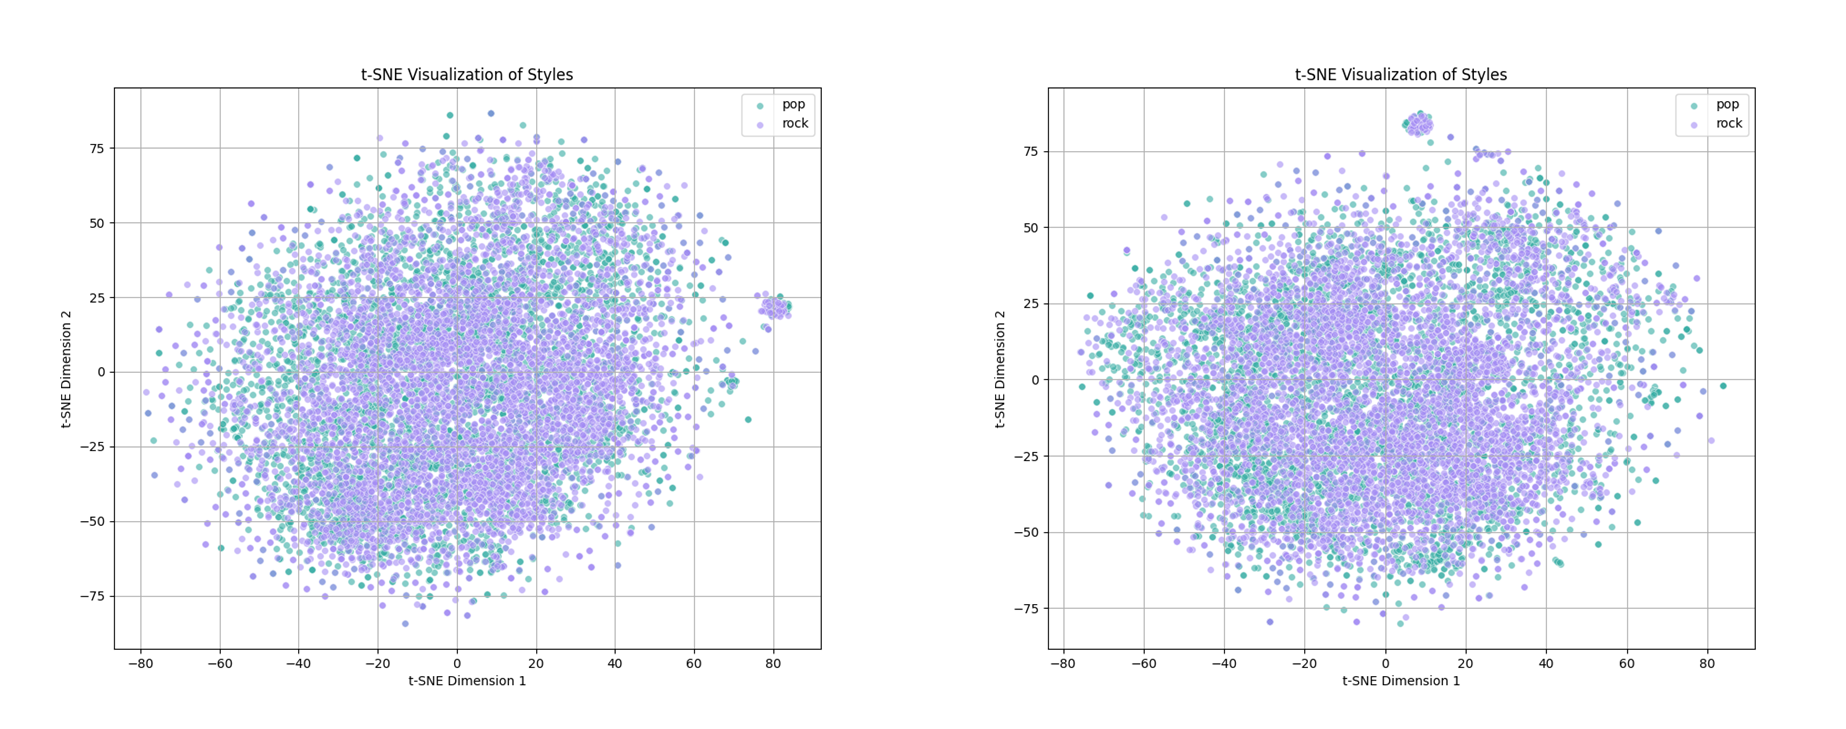 t-SNE Visualization of Styles
pop
rock
75
50
25
0
−25
−50
−75
t-SNE Dimension 2
−80 −60 −40 −20 0 20 40 60 80
t-SNE Dimension 1
t-SNE Visualization of Styles
pop
rock
75
50
25
0
−25
−50
−75
t-SNE Dimension 2
−80 −60 −40 −20 0 20 40 60 80
t-SNE Dimension 1